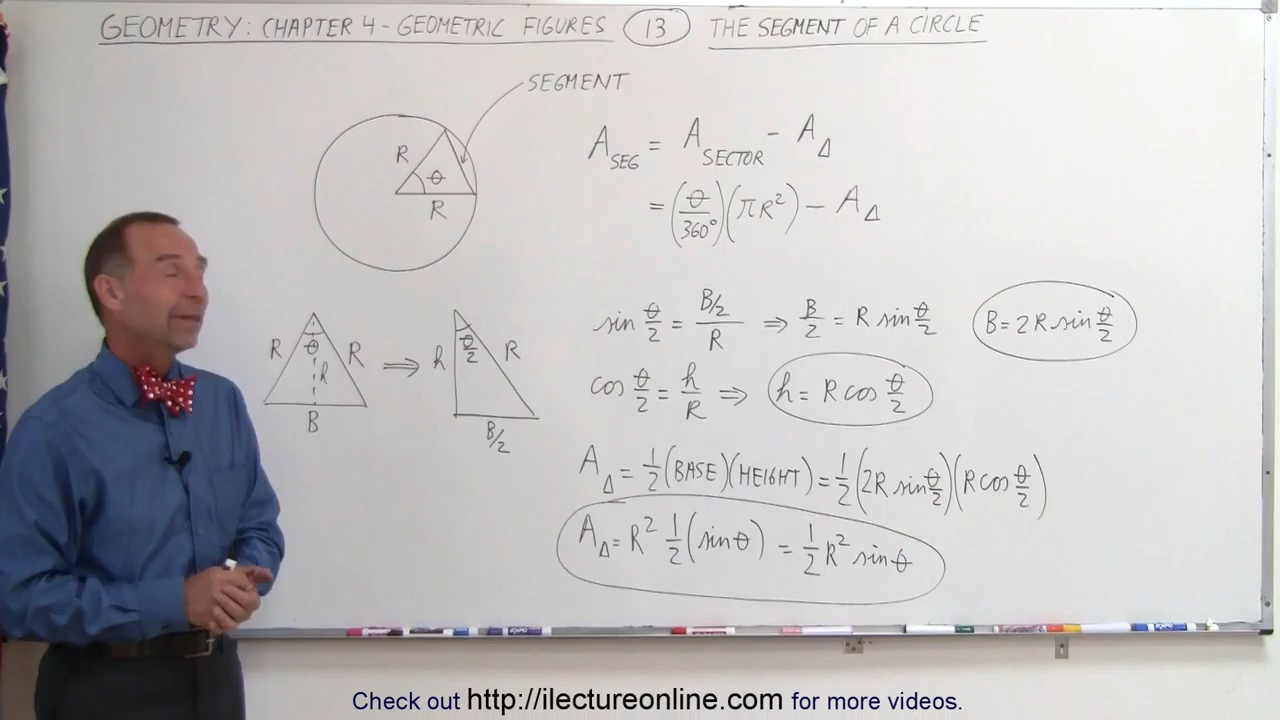 GEOMETRY: CHAPTER 4 - GEOMETRIC FIGURES 13 THE SEGMENT OF A CIRCLE
SEGMENT
R θ
R
A_SEG = A_SECTOR - A_Δ
= (θ/360°)(πR²) - A_Δ
R θ R h
B
⇒
h θ/2 R
B/2
sin θ/2 = (B/2)/R ⇒ B/2 = R sin θ/2
B = 2R sin θ/2
cos θ/2 = h/R ⇒ h = R cos θ/2
A_Δ = 1/2 (BASE)(HEIGHT) = 1/2 (2R sin θ/2)(R cos θ/2)
A_Δ = R² 1/2 (sin θ) = 1/2 R² sin θ
EXPO
Check out http://ilectureonline.com for more videos.